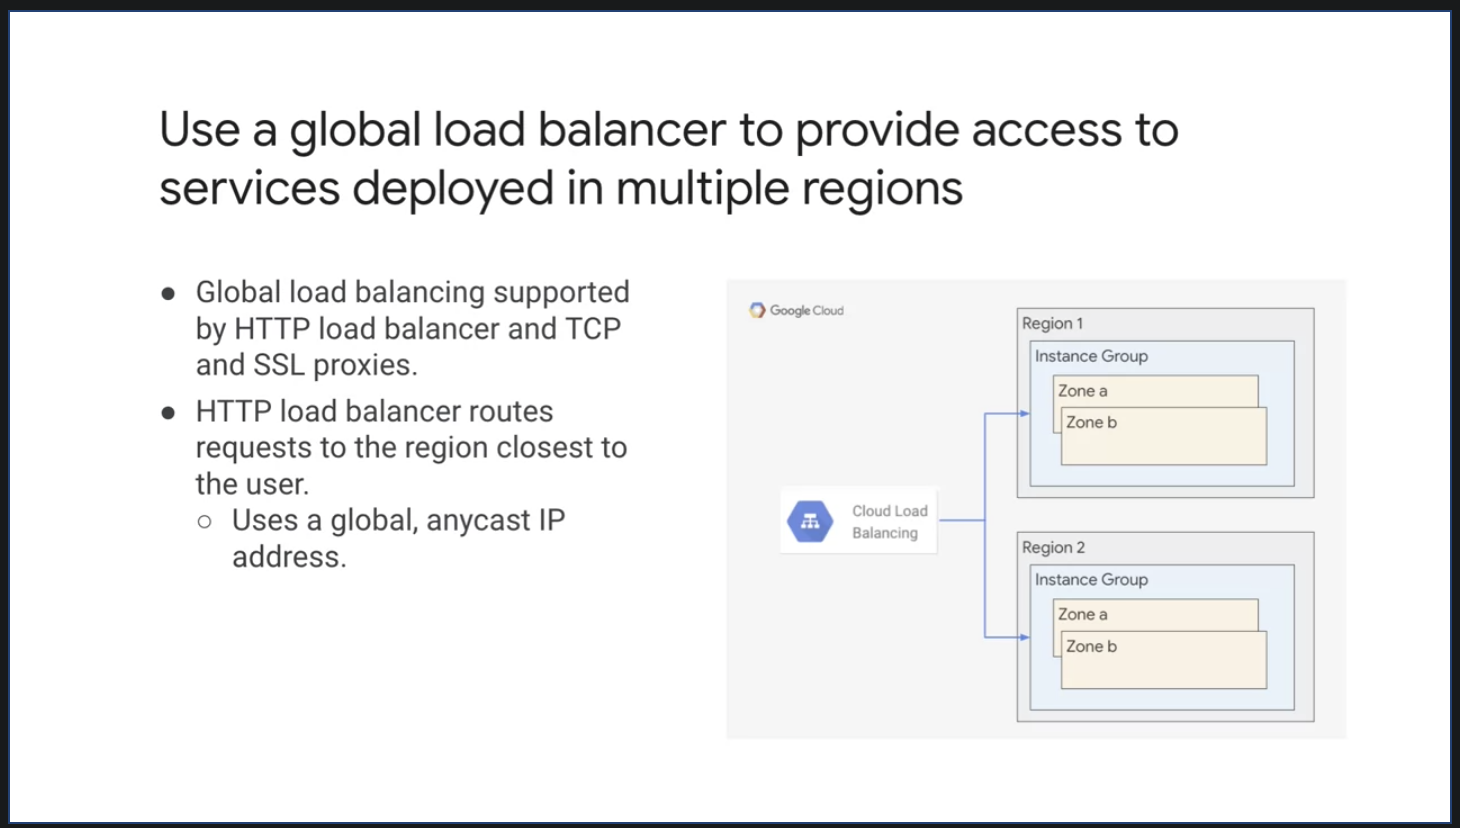 Use a global load balancer to provide access to
services deployed in multiple regions
● Global load balancing supported
by HTTP load balancer and TCP
and SSL proxies.
● HTTP load balancer routes
requests to the region closest to
the user.
○ Uses a global, anycast IP
address.
Google Cloud
Cloud Load
Balancing
Region 1
Instance Group
Zone a
Zone b
Region 2
Instance Group
Zone a
Zone b